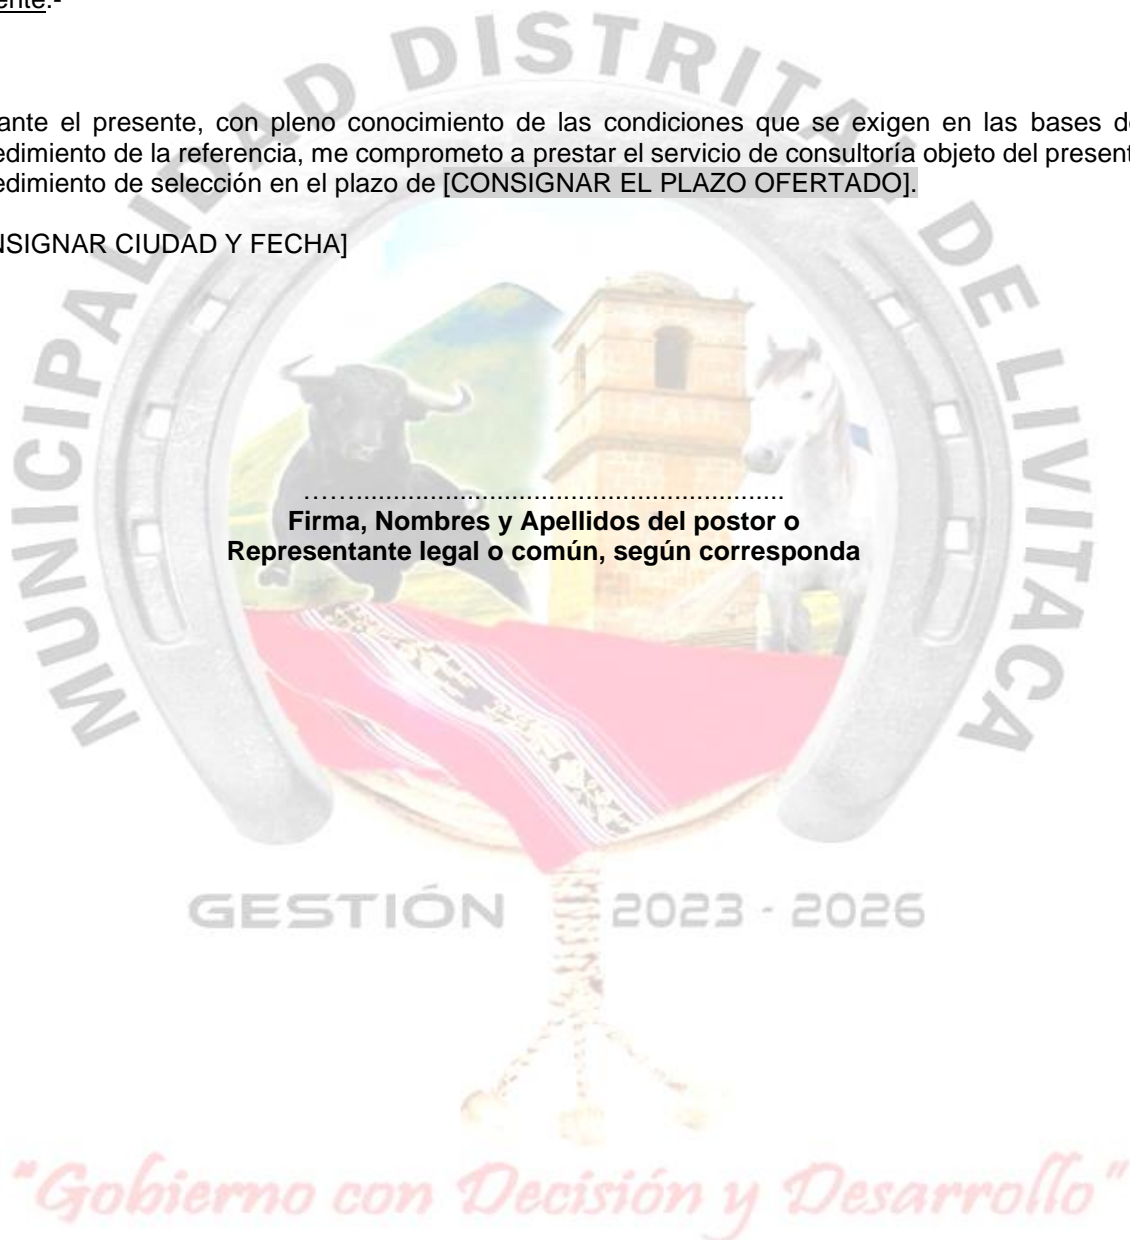 ente.-
ante el presente, con pleno conocimiento de las condiciones que se exigen en las bases de
edimiento de la referencia, me comprometo a prestar el servicio de consultoría objeto del present
edimiento de selección en el plazo de [CONSIGNAR EL PLAZO OFERTADO].
NSIGNAR CIUDAD Y FECHA]
…….........................................................
Firma, Nombres y Apellidos del postor o
Representante legal o común, según corresponda
MUNICIPALIDAD DISTRITAL DE LIVITACA
GESTIÓN 2023 - 2026
"Gobierno con Decisión y Desarrollo"